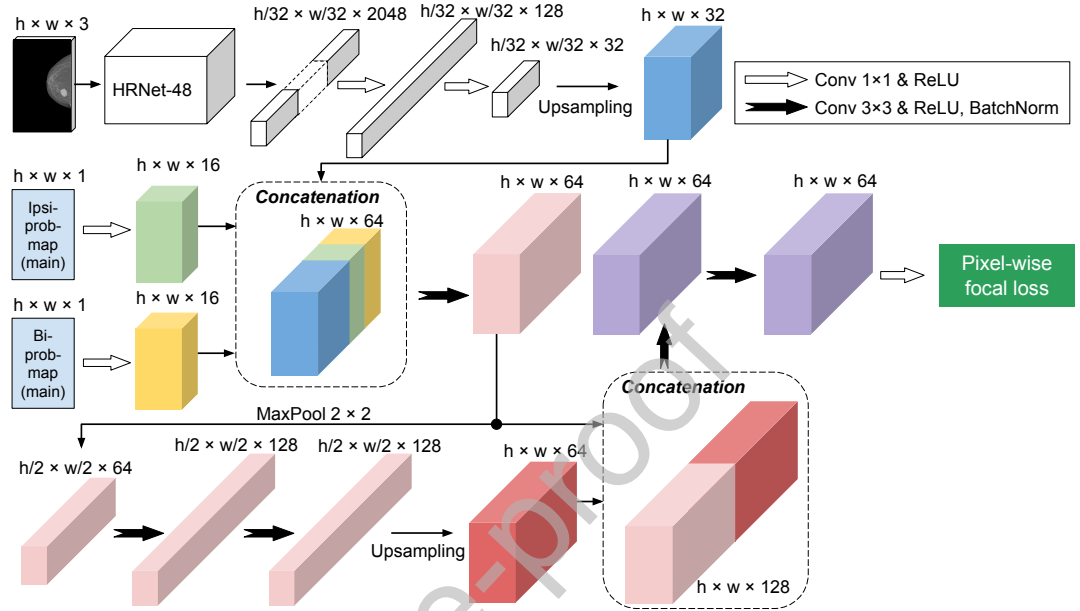 h × w × 3
h/32 × w/32 × 2048
h/32 × w/32 × 128
h/32 × w/32 × 32
h × w × 32
HRNet-48
Upsampling
Conv 1×1 & ReLU
Conv 3×3 & ReLU, BatchNorm
h × w × 1
h × w × 16
Ipsi-
prob-
map
(main)
Concatenation
h × w × 64
h × w × 64
h × w × 64
h × w × 64
Pixel-wise
focal loss
h × w × 1
h × w × 16
Bi-
prob-
map
(main)
MaxPool 2 × 2
Concatenation
h/2 × w/2 × 64
h/2 × w/2 × 128
h/2 × w/2 × 128
h × w × 64
Upsampling
h × w × 128
e-proof